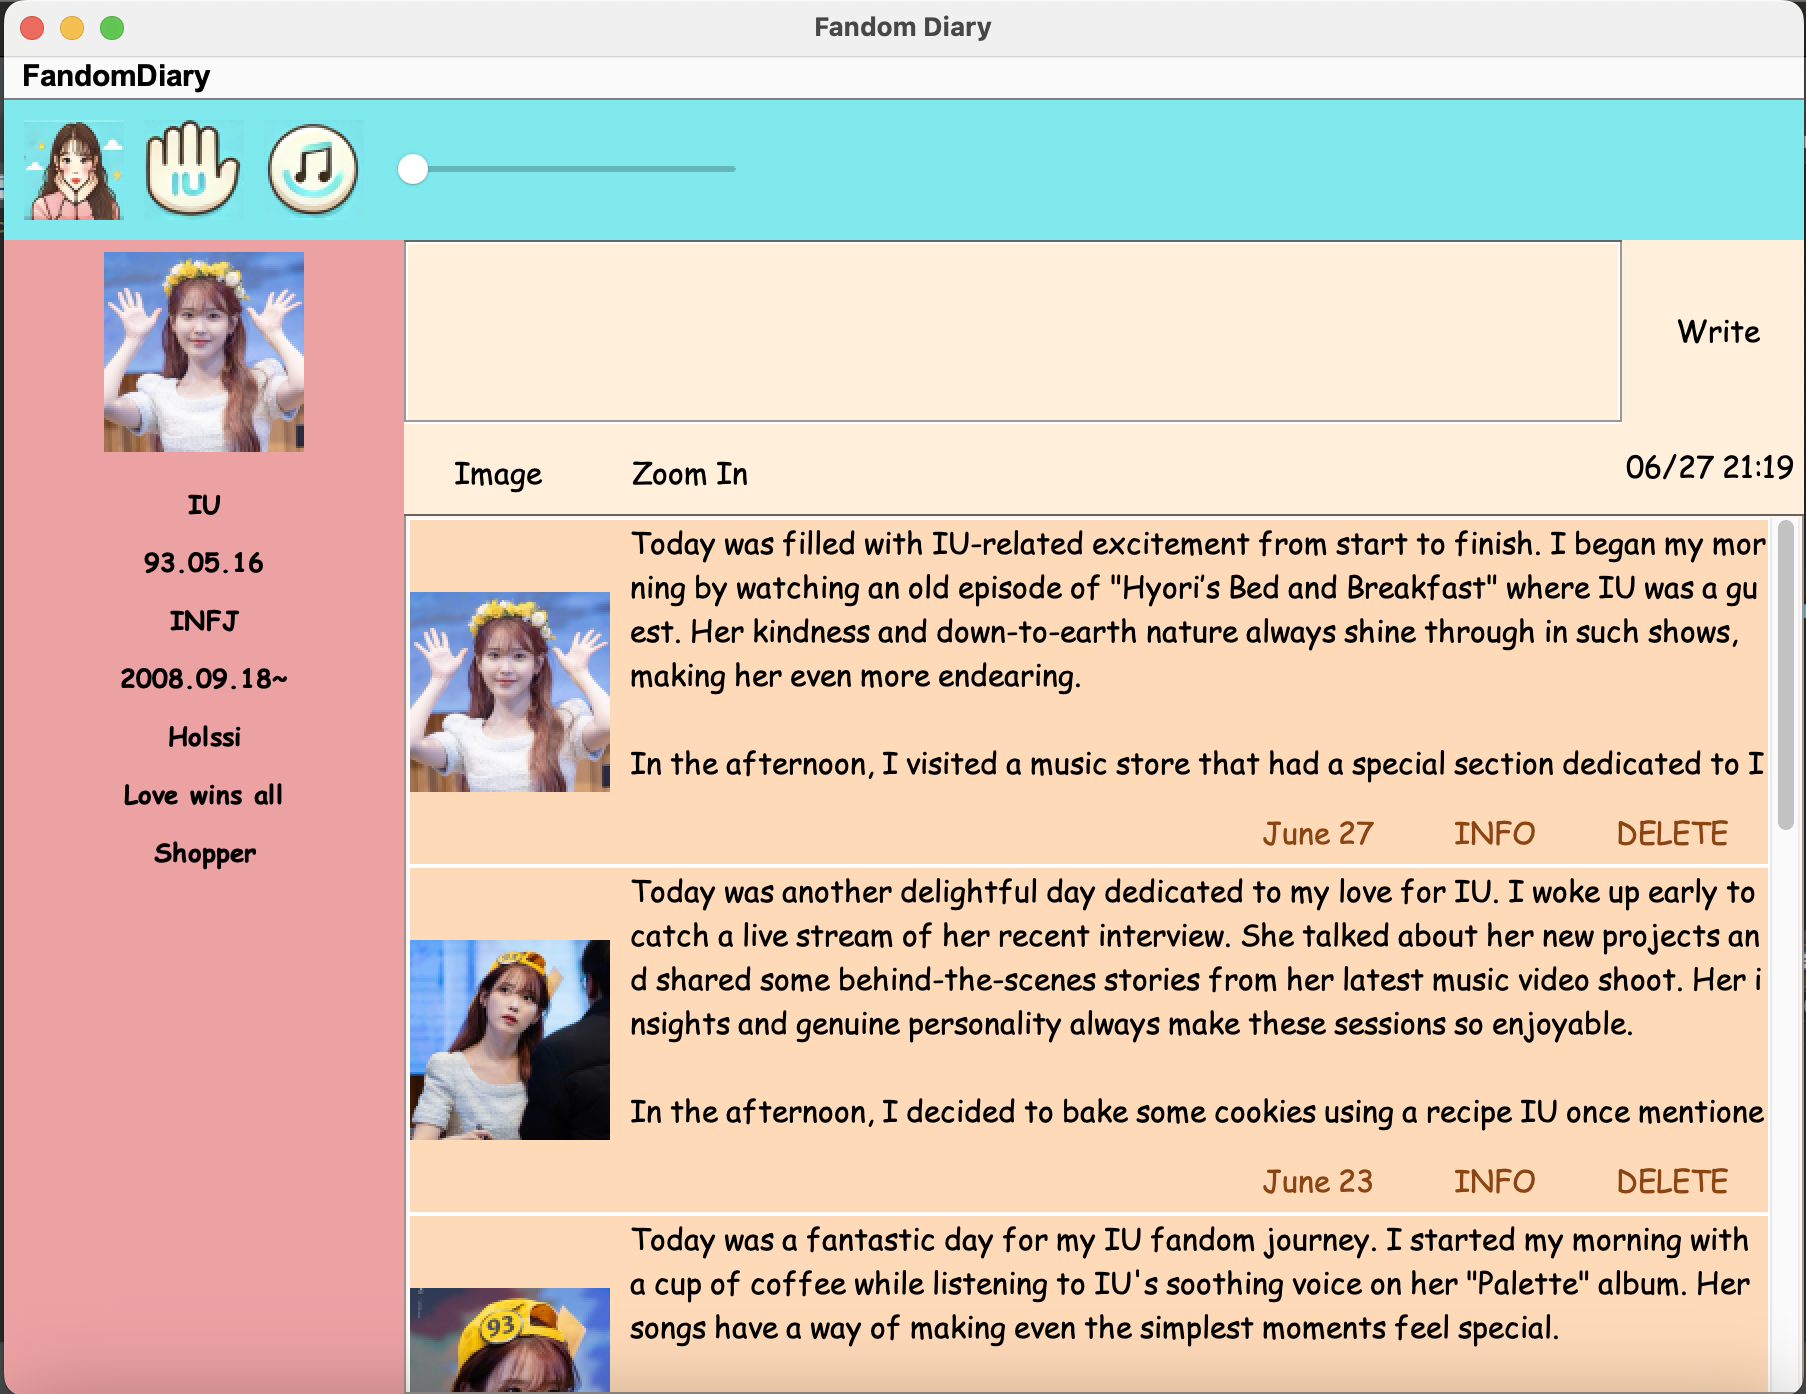 Fandom Diary
FandomDiary
IU
IU
93.05.16
INFJ
2008.09.18~
Holssi
Love wins all
Shopper
Write
Image
Zoom In
06/27 21:19
Today was filled with IU-related excitement from start to finish. I began my mor
ning by watching an old episode of "Hyori's Bed and Breakfast" where IU was a gu
est. Her kindness and down-to-earth nature always shine through in such shows,
making her even more endearing.
In the afternoon, I visited a music store that had a special section dedicated to I
June 27
INFO
DELETE
Today was another delightful day dedicated to my love for IU. I woke up early to
catch a live stream of her recent interview. She talked about her new projects an
d shared some behind-the-scenes stories from her latest music video shoot. Her i
nsights and genuine personality always make these sessions so enjoyable.
In the afternoon, I decided to bake some cookies using a recipe IU once mentione
June 23
INFO
DELETE
Today was a fantastic day for my IU fandom journey. I started my morning with
a cup of coffee while listening to IU's soothing voice on her "Palette" album. Her
songs have a way of making even the simplest moments feel special.
93